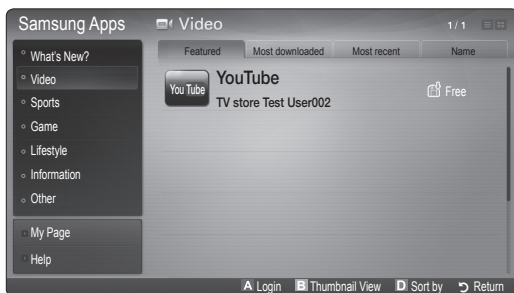 Samsung Apps
Video
1/1
What's New?
Video
Sports
Game
Lifestyle
Information
Other
My Page
Help
Featured
Most downloaded
Most recent
Name
You Tube
YouTube
TV store Test User002
Free
A Login
B Thumbnail View
D Sort by
Return